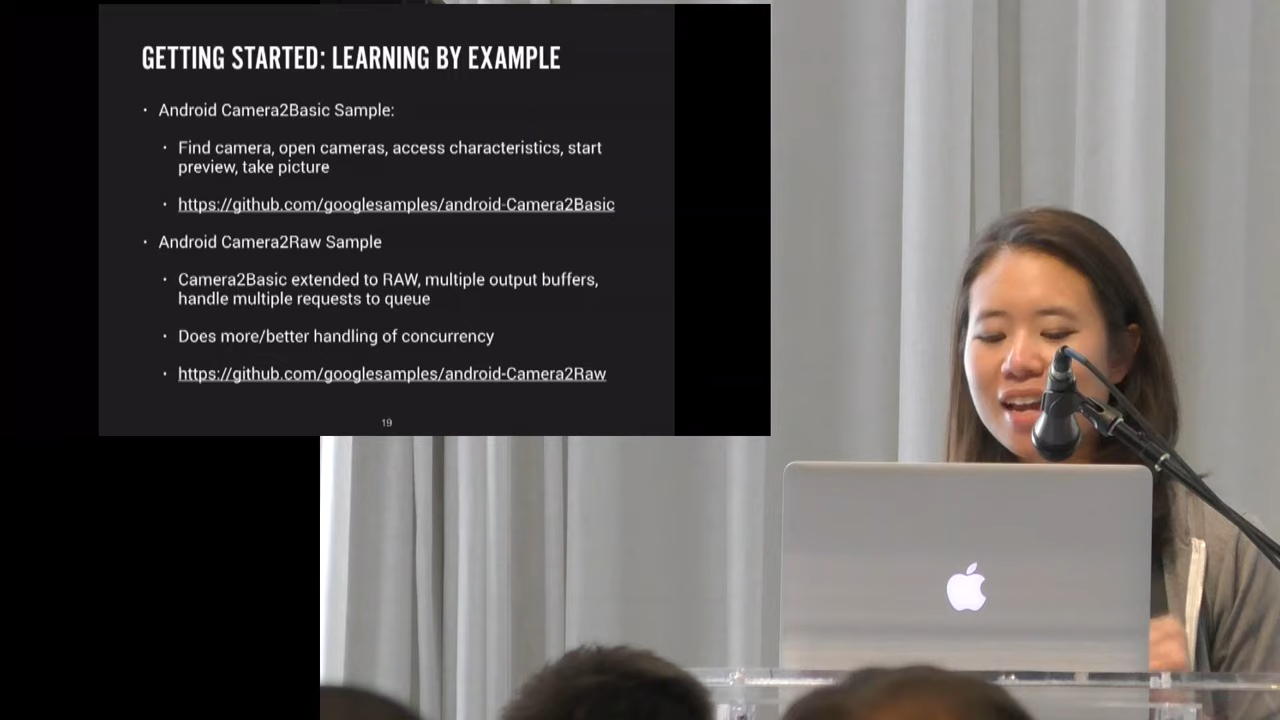 GETTING STARTED: LEARNING BY EXAMPLE
· Android Camera2Basic Sample:
· Find camera, open cameras, access characteristics, start
preview, take picture
· https://github.com/googlesamples/android-Camera2Basic
· Android Camera2Raw Sample
· Camera2Basic extended to RAW, multiple output buffers,
handle multiple requests to queue
· Does more/better handling of concurrency
· https://github.com/googlesamples/android-Camera2Raw
19